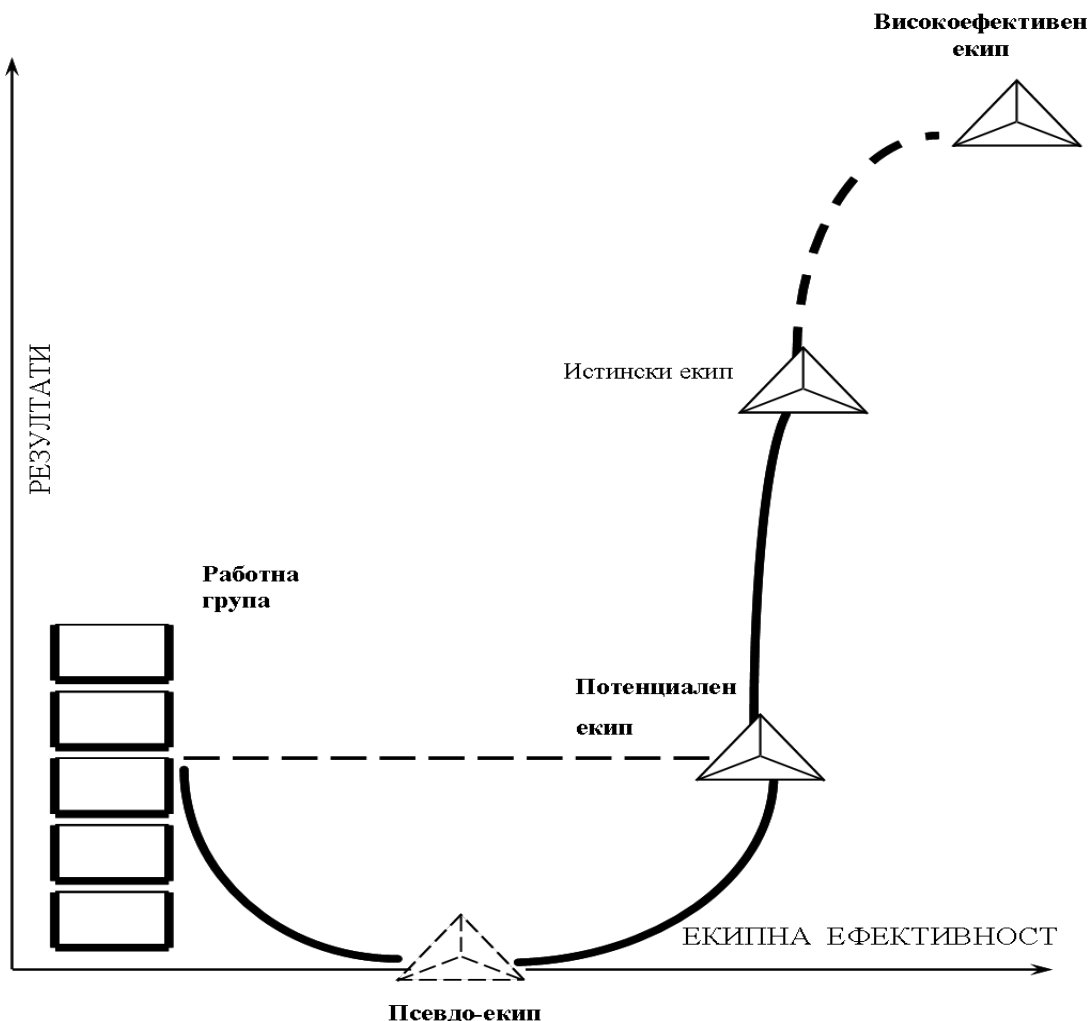 Високоефективен
екип
РЕЗУЛТАТИ
Истински екип
Работна
група
Потенциален
екип
ЕКИПНА ЕФЕКТИВНОСТ
Псевдо-екип